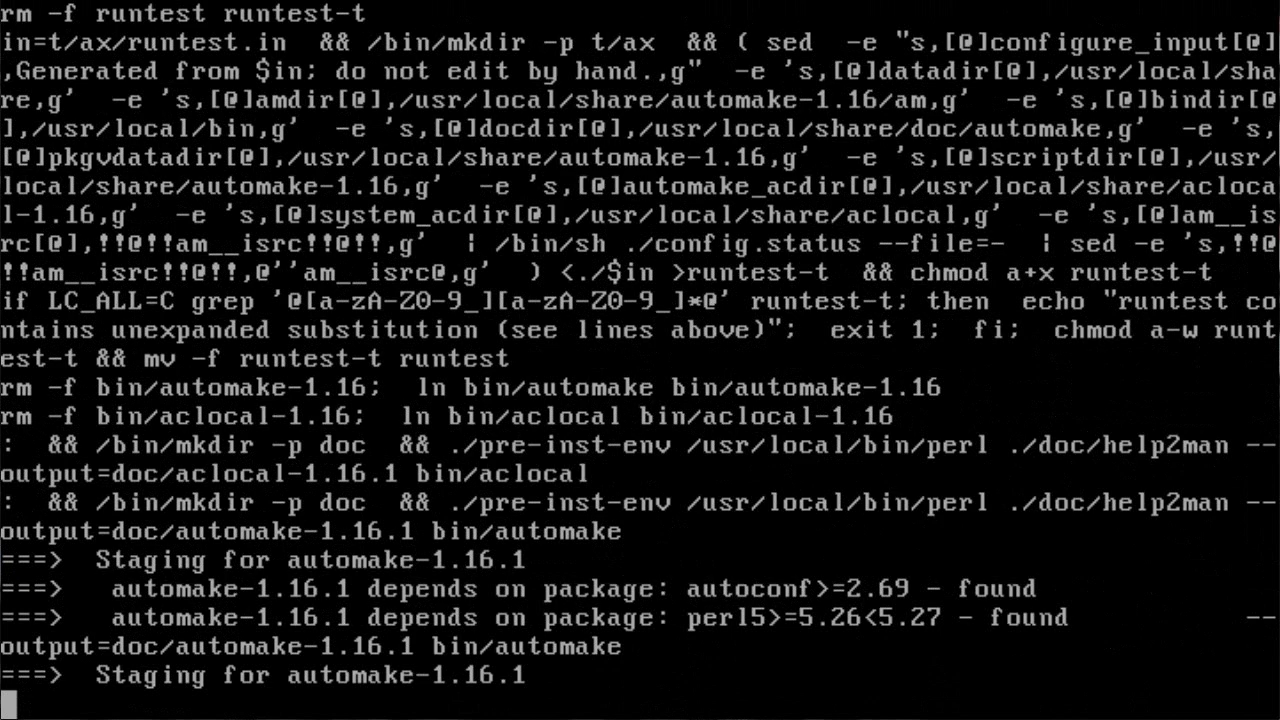 rm -f runtest runtest-t
in=t/ax/runtest.in  && /bin/mkdir -p t/ax  && ( sed  -e "s,[@]configure_input[@]
,Generated from $in; do not edit by hand.,g"  -e 's,[@]datadir[@],/usr/local/sha
re,g'  -e 's,[@]amdir[@],/usr/local/share/automake-1.16/am,g'  -e 's,[@]bindir[@
],/usr/local/bin,g'  -e 's,[@]docdir[@],/usr/local/share/doc/automake,g'  -e 's,
[@]pkgvdatadir[@],/usr/local/share/automake-1.16,g'  -e 's,[@]scriptdir[@],/usr/
local/share/automake-1.16,g'  -e 's,[@]automake_acdir[@],/usr/local/share/acloca
l-1.16,g'  -e 's,[@]system_acdir[@],/usr/local/share/aclocal,g'  -e 's,[@]am__is
rc[@],!!@!!am__isrc!!@!!,g'  | /bin/sh ./config.status --file=-  | sed -e 's,!!@
!!am__isrc!!@!!,@''am__isrc@,g'  ) <./$in >runtest-t  && chmod a+x runtest-t
if LC_ALL=C grep '@[a-zA-Z0-9_][a-zA-Z0-9_]*@' runtest-t; then  echo "runtest co
ntains unexpanded substitution (see lines above)";  exit 1;  fi;  chmod a-w runt
est-t && mv -f runtest-t runtest
rm -f bin/automake-1.16;  ln bin/automake bin/automake-1.16
rm -f bin/aclocal-1.16;  ln bin/aclocal bin/aclocal-1.16
:  && /bin/mkdir -p doc  && ./pre-inst-env /usr/local/bin/perl ./doc/help2man --
output=doc/aclocal-1.16.1 bin/aclocal
:  && /bin/mkdir -p doc  && ./pre-inst-env /usr/local/bin/perl ./doc/help2man --
output=doc/automake-1.16.1 bin/automake
===>  Staging for automake-1.16.1
===>   automake-1.16.1 depends on package: autoconf>=2.69 - found
===>   automake-1.16.1 depends on package: perl5>=5.26<5.27 - found           --
output=doc/automake-1.16.1 bin/automake
===>  Staging for automake-1.16.1